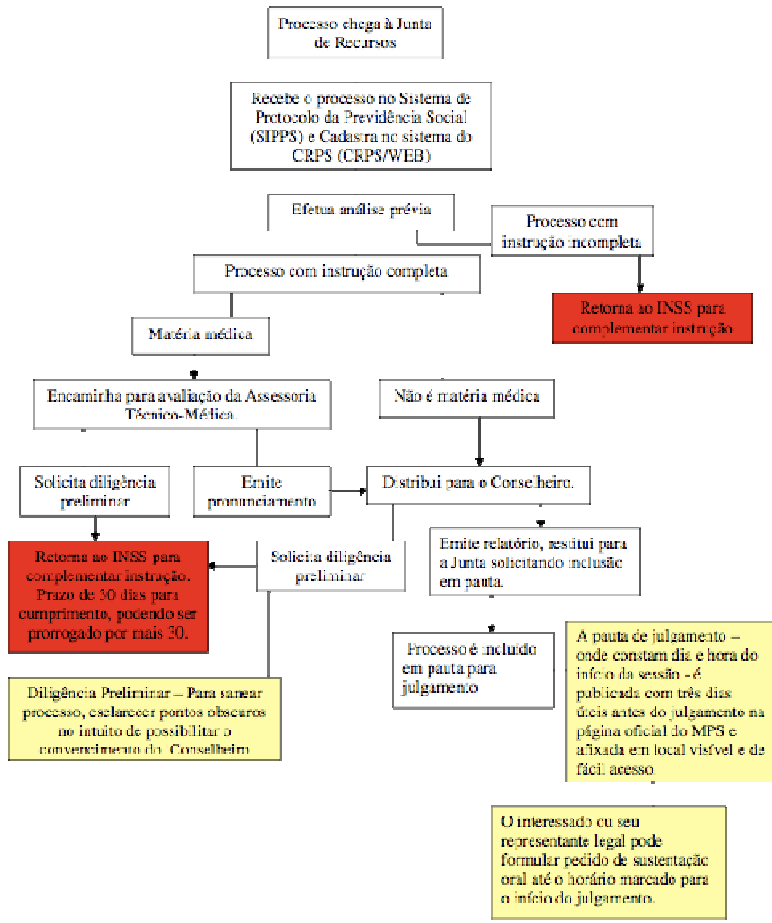 Processo chega à Junta
de Recursos
Recebe o processo no Sistema de
Protocolo da Previdência Social
(SIPPS) e Cadastra no sistema do
CRPS (CRPS/WEB)
Efetua análise prévia
Processo com
instrução incompleta
Processo com instrução completa
Retorna ao INSS para
complementar instrução
Matéria médica
Encaminha para avaliação da Assessoria
Técnico-Médica
Não é matéria médica
Solicita diligência
preliminar
Emite
pronunciamento
Distribui para o Conselheiro.
Retorna ao INSS para
complementar instrução.
Prazo de 30 dias para
cumprimento, podendo ser
prorrogado por mais 30.
Solicita diligência
preliminar
Emite relatório, restitui para
a Junta solicitando inclusão
em pauta.
Processo é incluído
em pauta para
julgamento
A pauta de julgamento –
onde constam dia e hora do
início da sessão - é
publicada com três dias
úteis antes do julgamento na
página oficial do MPS e
afixada em local visível e de
fácil acesso
Diligência Preliminar – Para sanear
processo, esclarecer pontos obscuros
no intuito de possibilitar o
convencimento do Conselheiro
O interessado ou seu
representante legal pode
formular pedido de sustentação
oral até o horário marcado para
o início do julgamento.